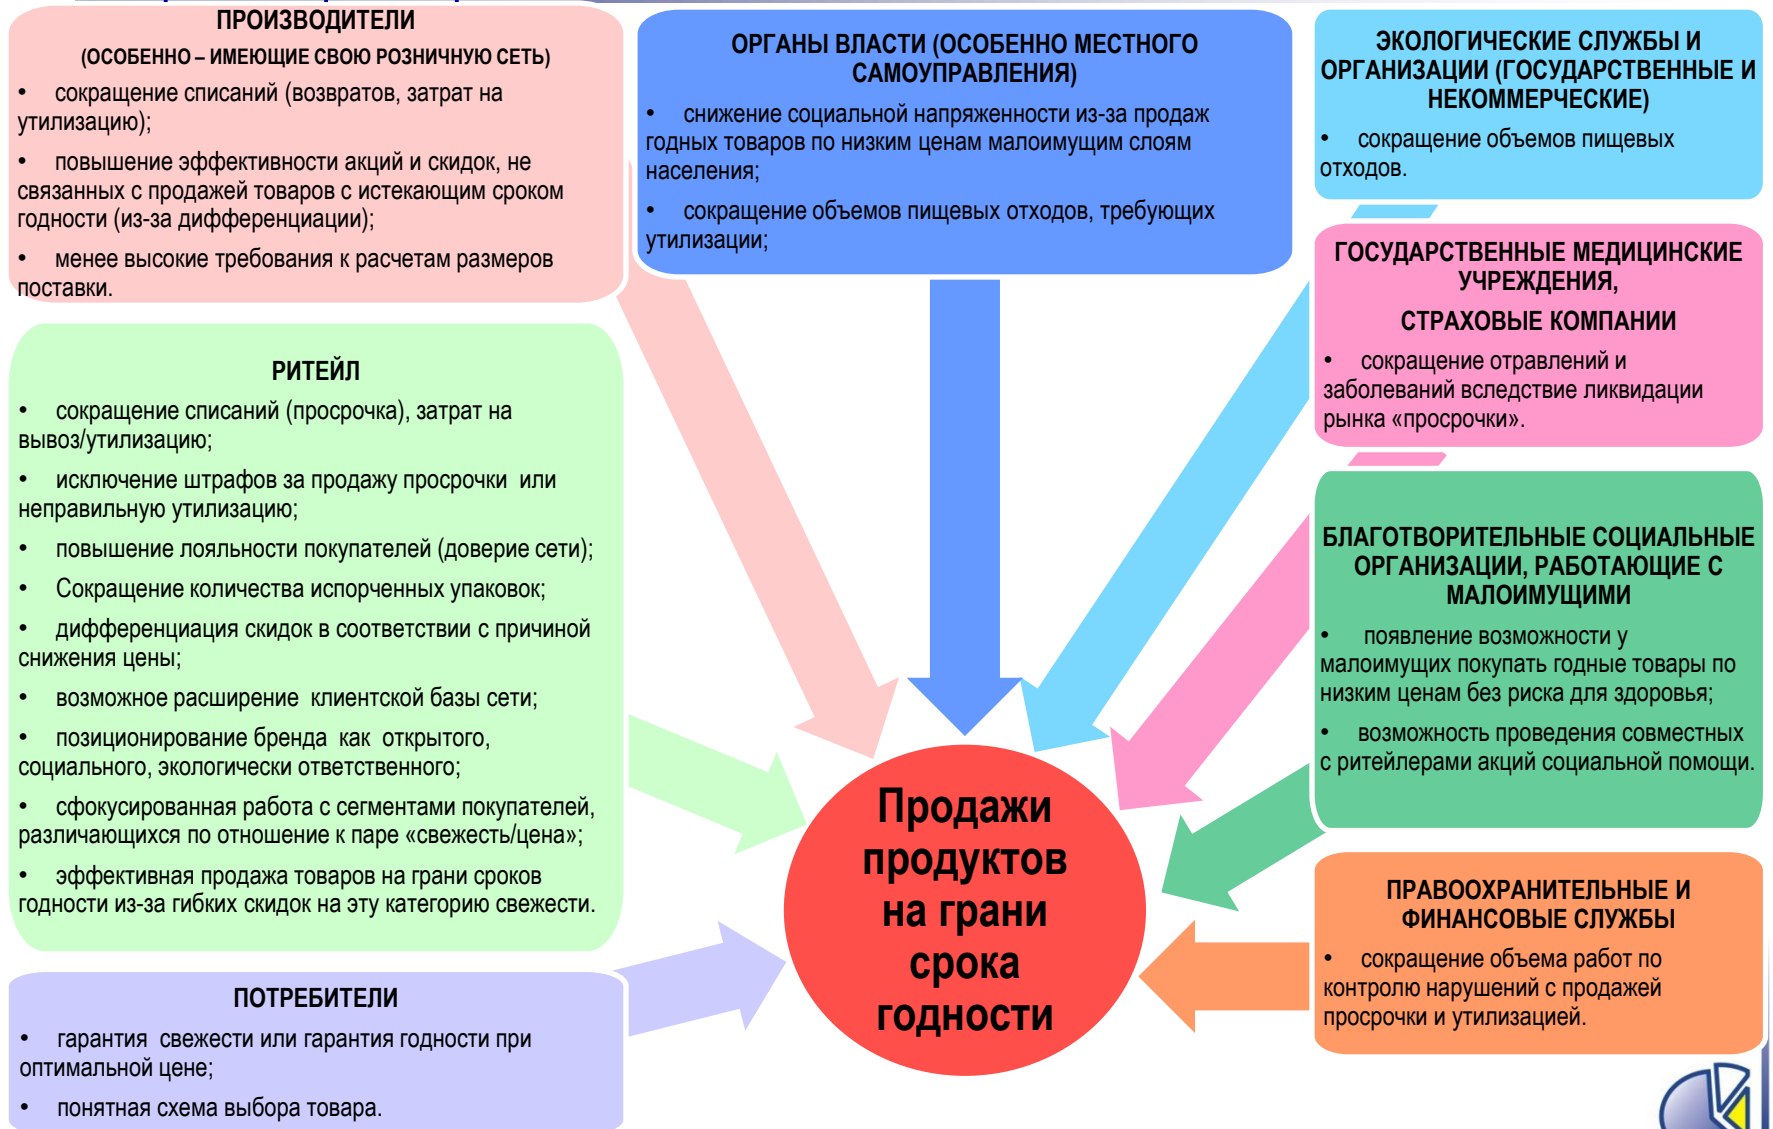 ПРОИЗВОДИТЕЛИ
(ОСОБЕННО – ИМЕЮЩИЕ СВОЮ РОЗНИЧНУЮ СЕТЬ)
• сокращение списаний (возвратов, затрат на
утилизацию);
• повышение эффективности акций и скидок, не
связанных с продажей товаров с истекающим сроком
годности (из-за дифференциации);
• менее высокие требования к расчетам размеров
поставки.
РИТЕЙЛ
• сокращение списаний (просрочка), затрат на
вывоз/утилизацию;
• исключение штрафов за продажу просрочки или
неправильную утилизацию;
• повышение лояльности покупателей (доверие сети);
• Сокращение количества испорченных упаковок;
• дифференциация скидок в соответствии с причиной
снижения цены;
• возможное расширение клиентской базы сети;
• позиционирование бренда как открытого,
социального, экологически ответственного;
• сфокусированная работа с сегментами покупателей,
различающихся по отношение к паре «свежесть/цена»;
• эффективная продажа товаров на грани сроков
годности из-за гибких скидок на эту категорию свежести.
ПОТРЕБИТЕЛИ
• гарантия свежести или гарантия годности при
оптимальной цене;
• понятная схема выбора товара.
ОРГАНЫ ВЛАСТИ (ОСОБЕННО МЕСТНОГО
САМОУПРАВЛЕНИЯ)
• снижение социальной напряженности из-за продаж
годных товаров по низким ценам малоимущим слоям
населения;
• сокращение объемов пищевых отходов, требующих
утилизации;
Продажи
продуктов
на грани
срока
годности
ЭКОЛОГИЧЕСКИЕ СЛУЖБЫ И
ОРГАНИЗАЦИИ (ГОСУДАРСТВЕННЫЕ И
НЕКОММЕРЧЕСКИЕ)
• сокращение объемов пищевых
отходов.
ГОСУДАРСТВЕННЫЕ МЕДИЦИНСКИЕ
УЧРЕЖДЕНИЯ,
СТРАХОВЫЕ КОМПАНИИ
• сокращение отравлений и
заболеваний вследствие ликвидации
рынка «просрочки».
БЛАГОТВОРИТЕЛЬНЫЕ СОЦИАЛЬНЫЕ
ОРГАНИЗАЦИИ, РАБОТАЮЩИЕ С
МАЛОИМУЩИМИ
• появление возможности у
малоимущих покупать годные товары по
низким ценам без риска для здоровья;
• возможность проведения совместных
с ритейлерами акций социальной помощи.
ПРАВООХРАНИТЕЛЬНЫЕ И
ФИНАНСОВЫЕ СЛУЖБЫ
• сокращение объема работ по
контролю нарушений с продажей
просрочки и утилизацией.